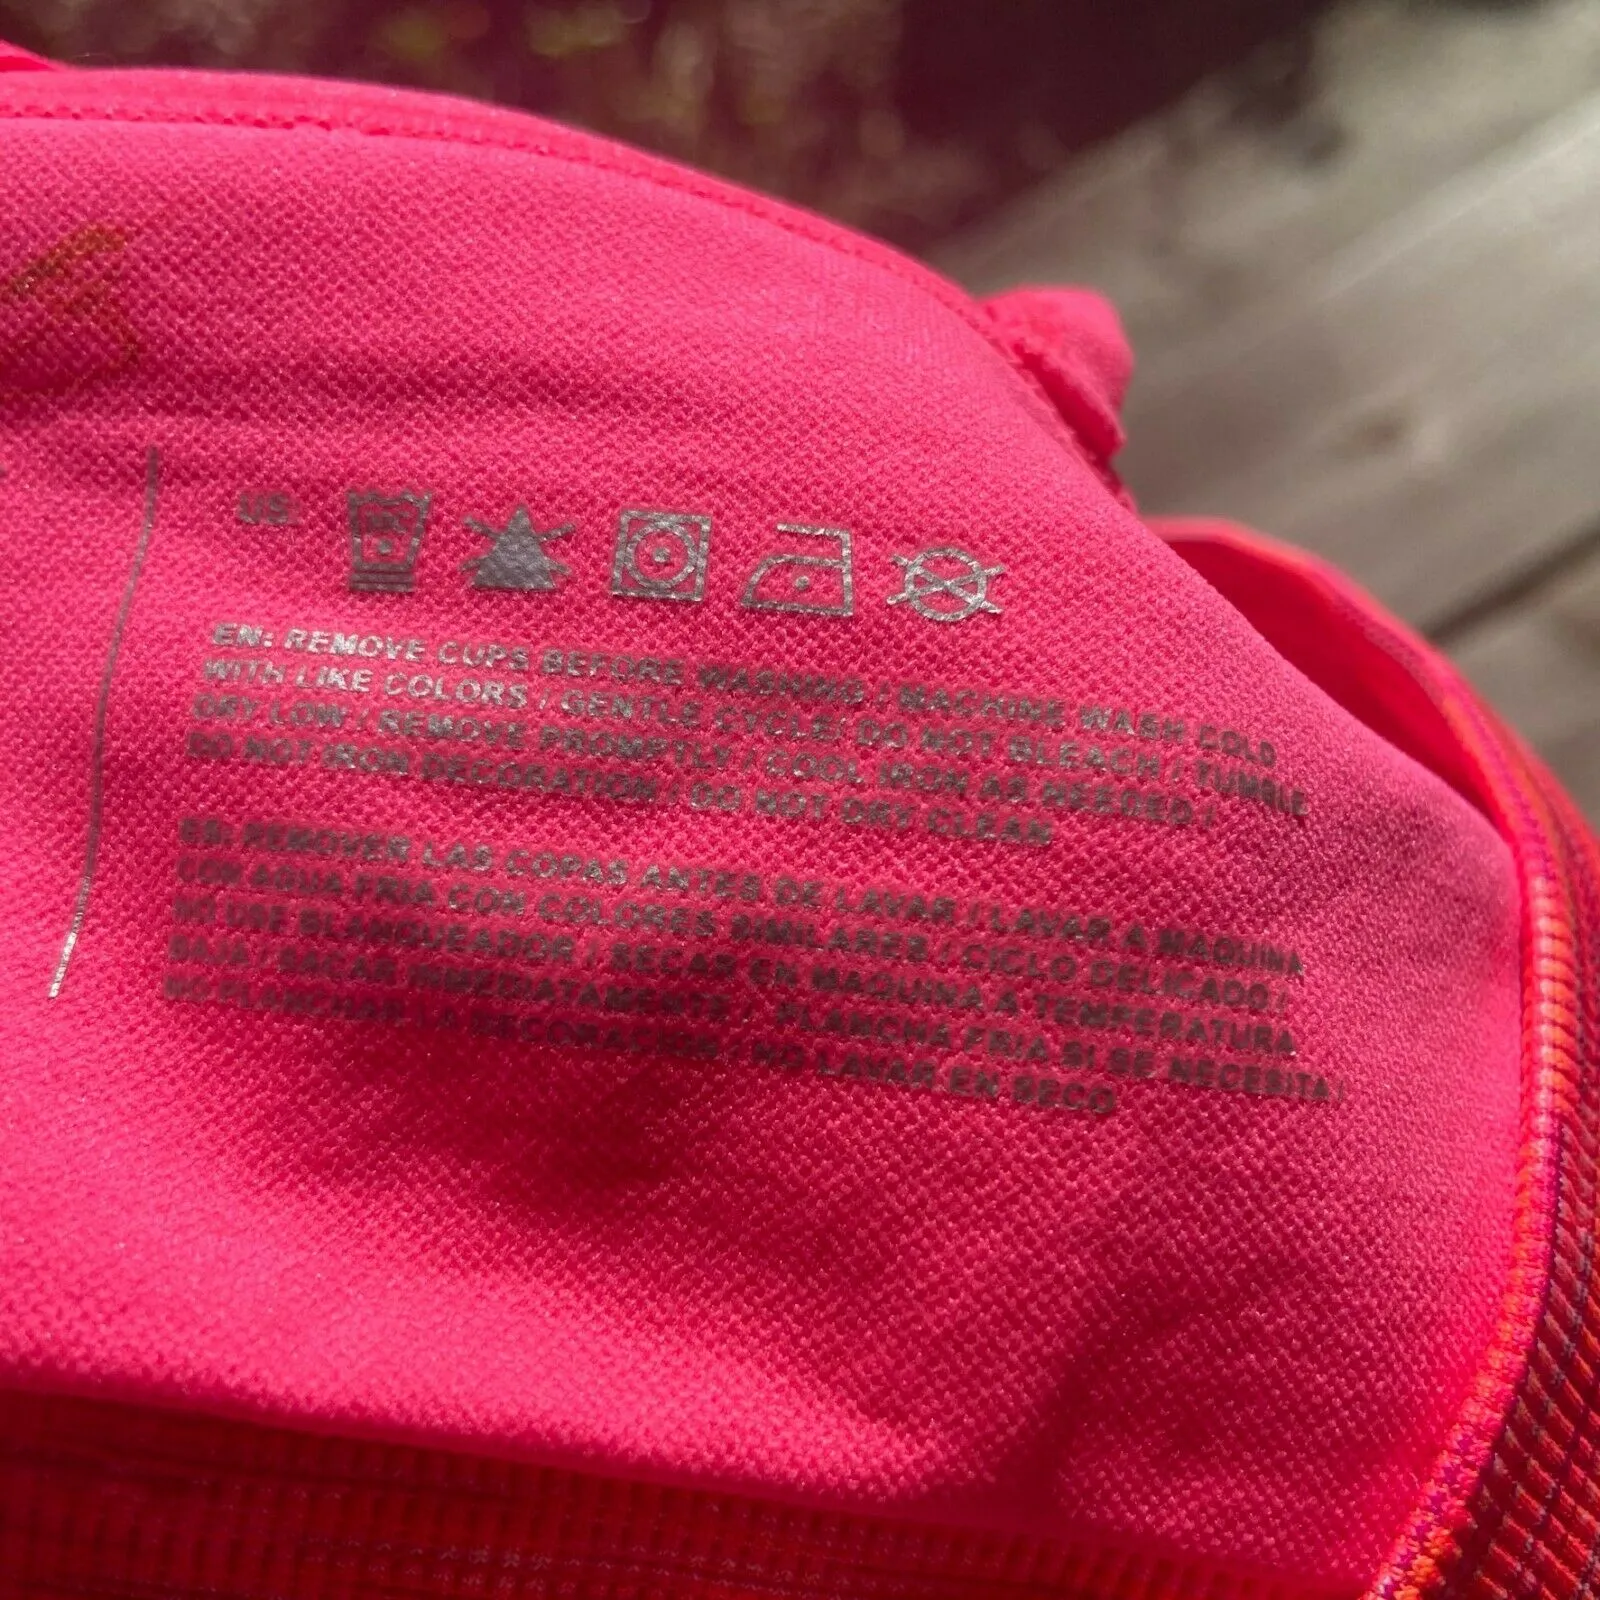 US:
30C
EN: REMOVE CUPS BEFORE WASHING / MACHINE WASH COLD
WITH LIKE COLORS / GENTLE CYCLE/ DO NOT BLEACH / TUMBLE
DRY LOW / REMOVE PROMPTLY / COOL IRON AS NEEDED /
DO NOT IRON DECORATION / DO NOT DRY CLEAN
ES: REMOVER LAS COPAS ANTES DE LAVAR / LAVAR A MAQUINA
CON AGUA FRIA CON COLORES SIMILARES / CICLO DELICADO /
NO USE BLANQUEADOR / SECAR EN MAQUINA A TEMPERATURA
BAJA / SACAR IMMEDIATAMENTE / PLANCHA FRIA SI SE NECESITA /
NO PLANCHAR LA DECORACION / NO LAVAR EN SECO